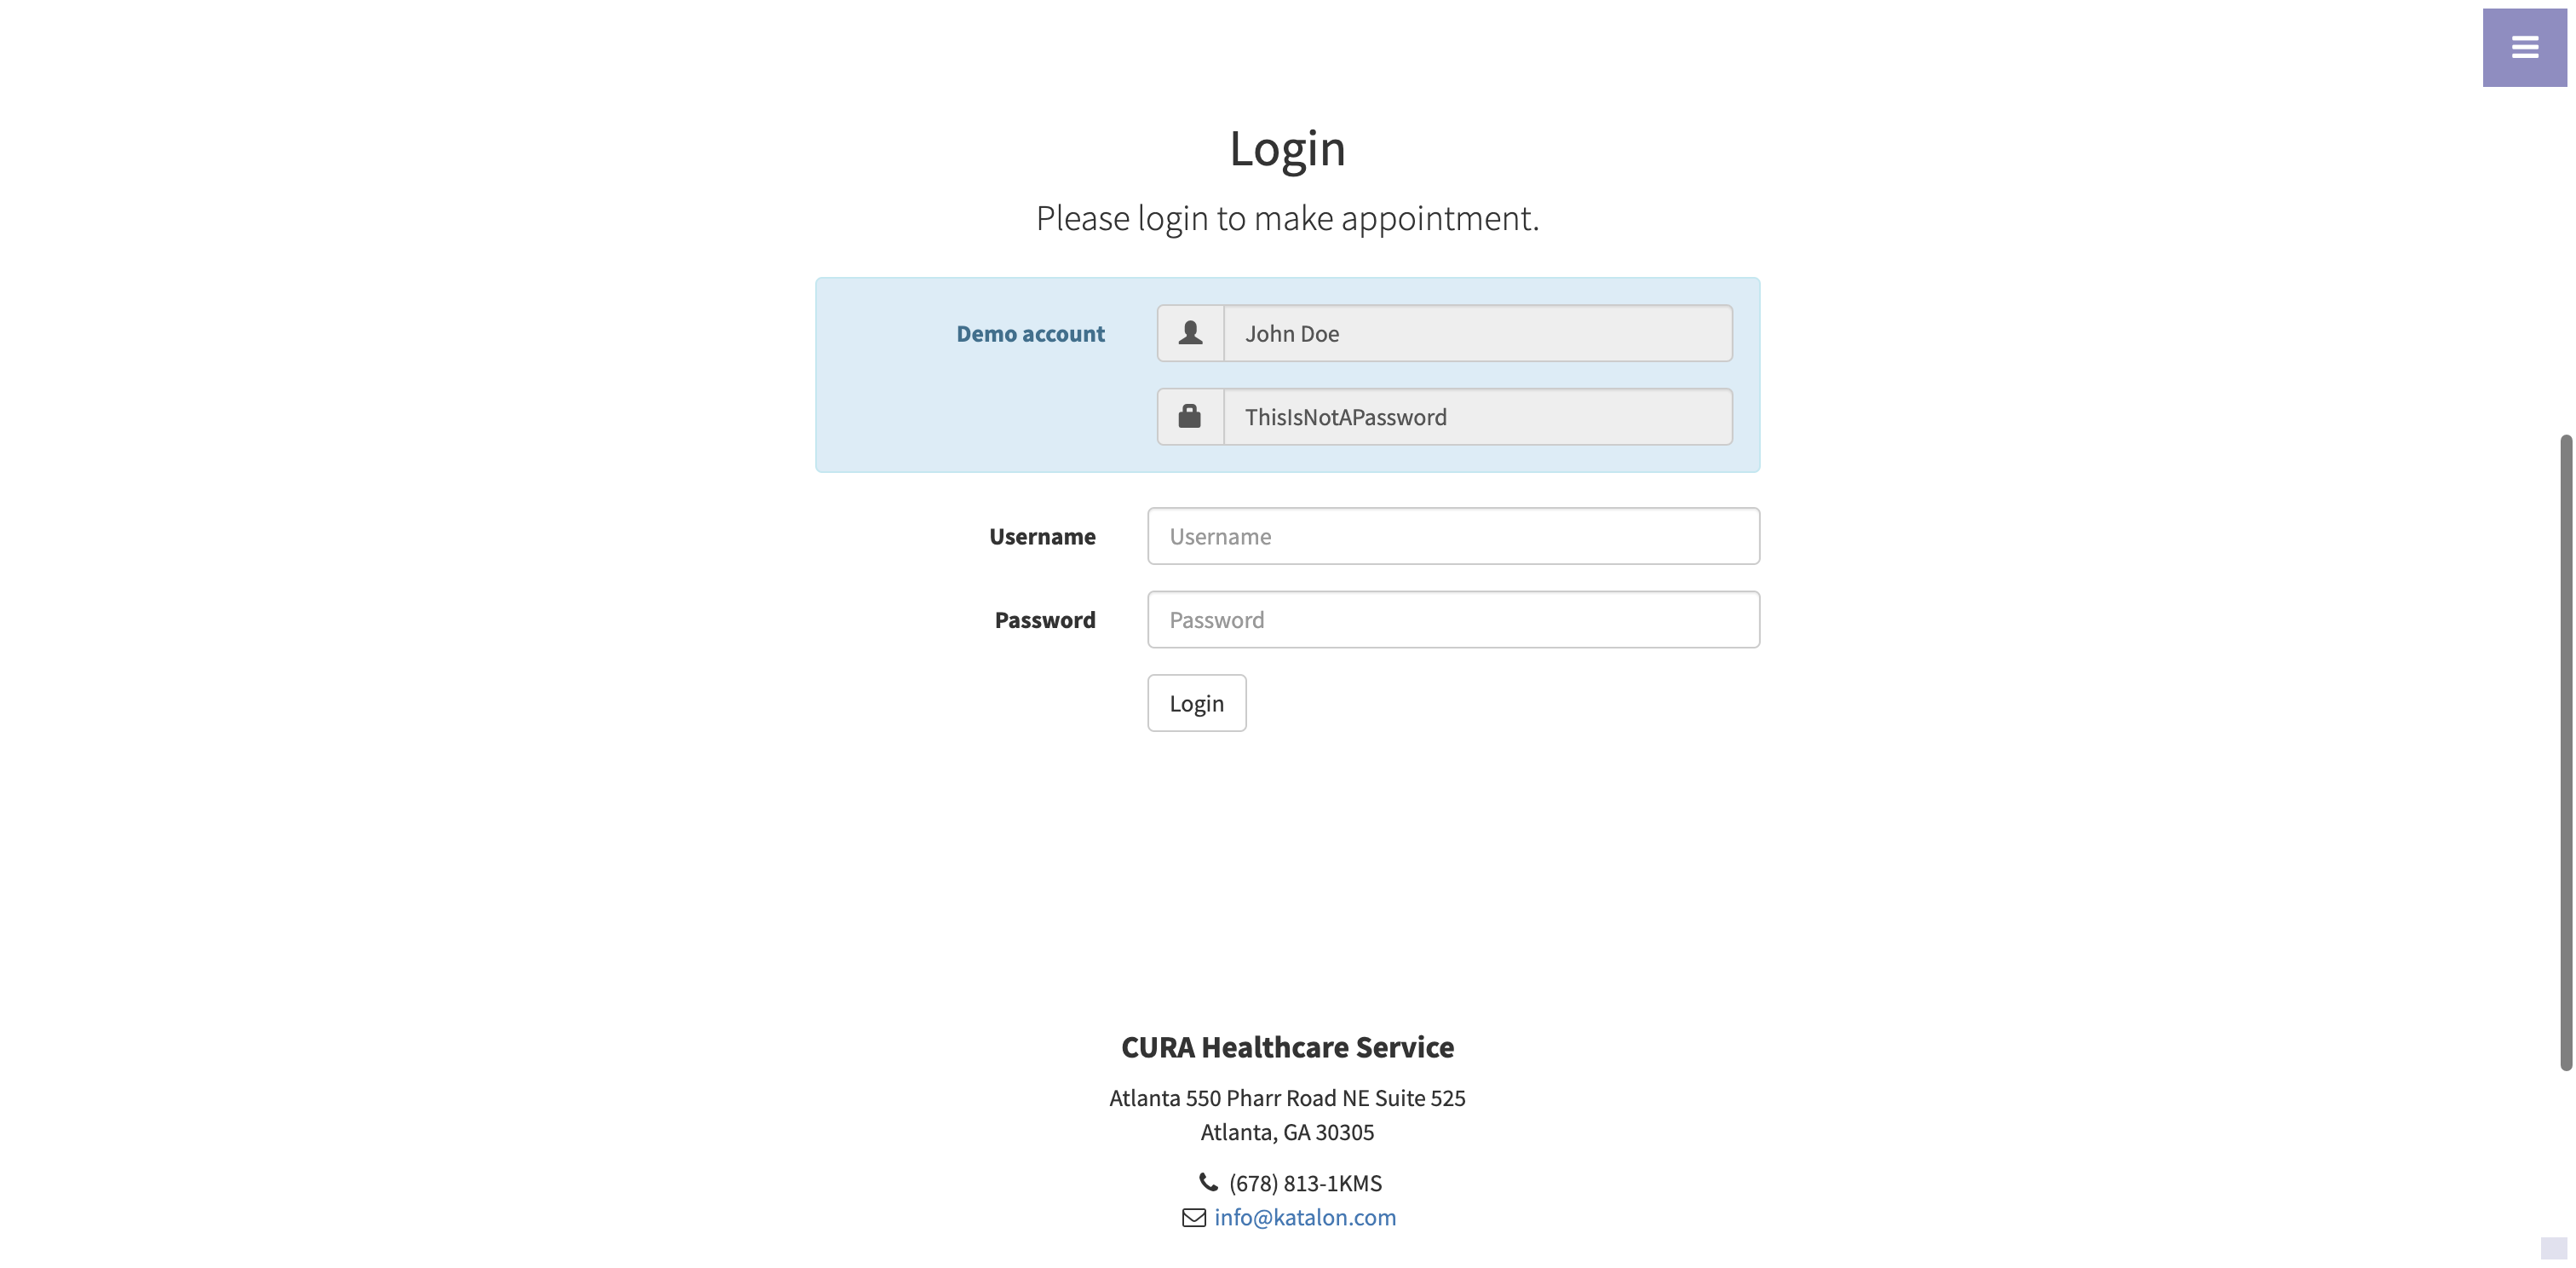 Login
Please login to make appointment.
Demo account
John Doe
ThisIsNotAPassword
Username
Username
Password
Password
Login
CURA Healthcare Service
Atlanta 550 Pharr Road NE Suite 525
Atlanta, GA 30305
(678) 813-1KMS
info@katalon.com